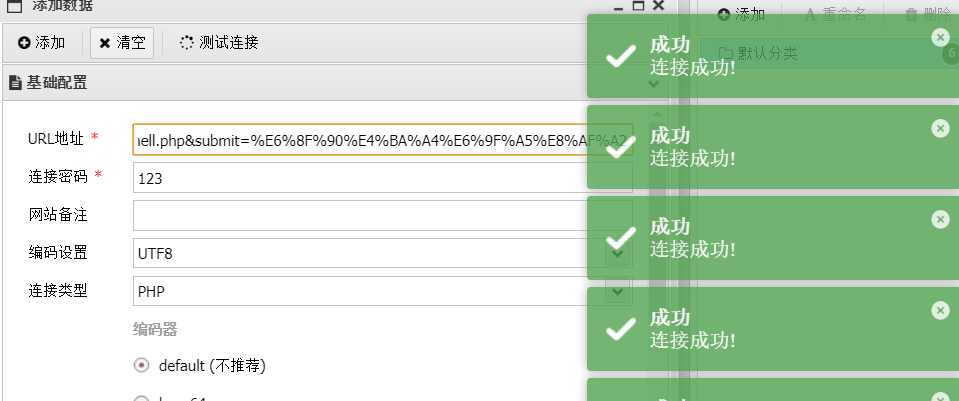 添加数据
添加
清空
测试连接
基础配置
URL地址 *
ell.php&submit=%E6%8F%90%E4%BA%A4%E6%9F%A5%E8%AF%A2
连接密码 *
123
网站备注
编码设置
UTF8
连接类型
PHP
编码器
default (不推荐)
添加
重命名
删除
默认分类
6
成功
连接成功!
成功
连接成功!
成功
连接成功!
成功
连接成功!